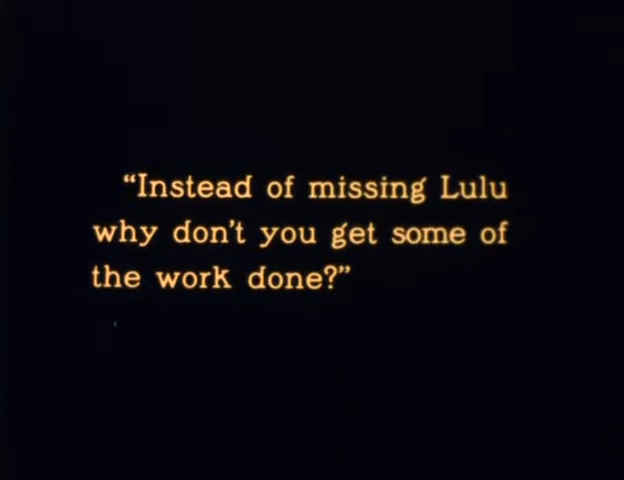 “Instead of missing Lulu
why don't you get some of
the work done?”